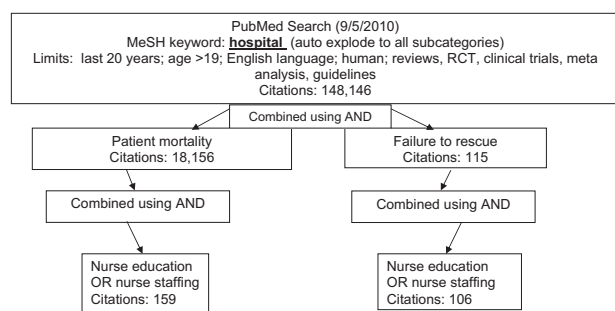 PubMed Search (9/5/2010)
MeSH keyword: hospital (auto explode to all subcategories)
Limits: last 20 years; age >19; English language; human; reviews, RCT, clinical trials, meta
analysis, guidelines
Citations: 148,146
Combined using AND
Patient mortality
Citations: 18,156
Failure to rescue
Citations: 115
Combined using AND
Combined using AND
Nurse education
OR nurse staffing
Citations: 159
Nurse education
OR nurse staffing
Citations: 106